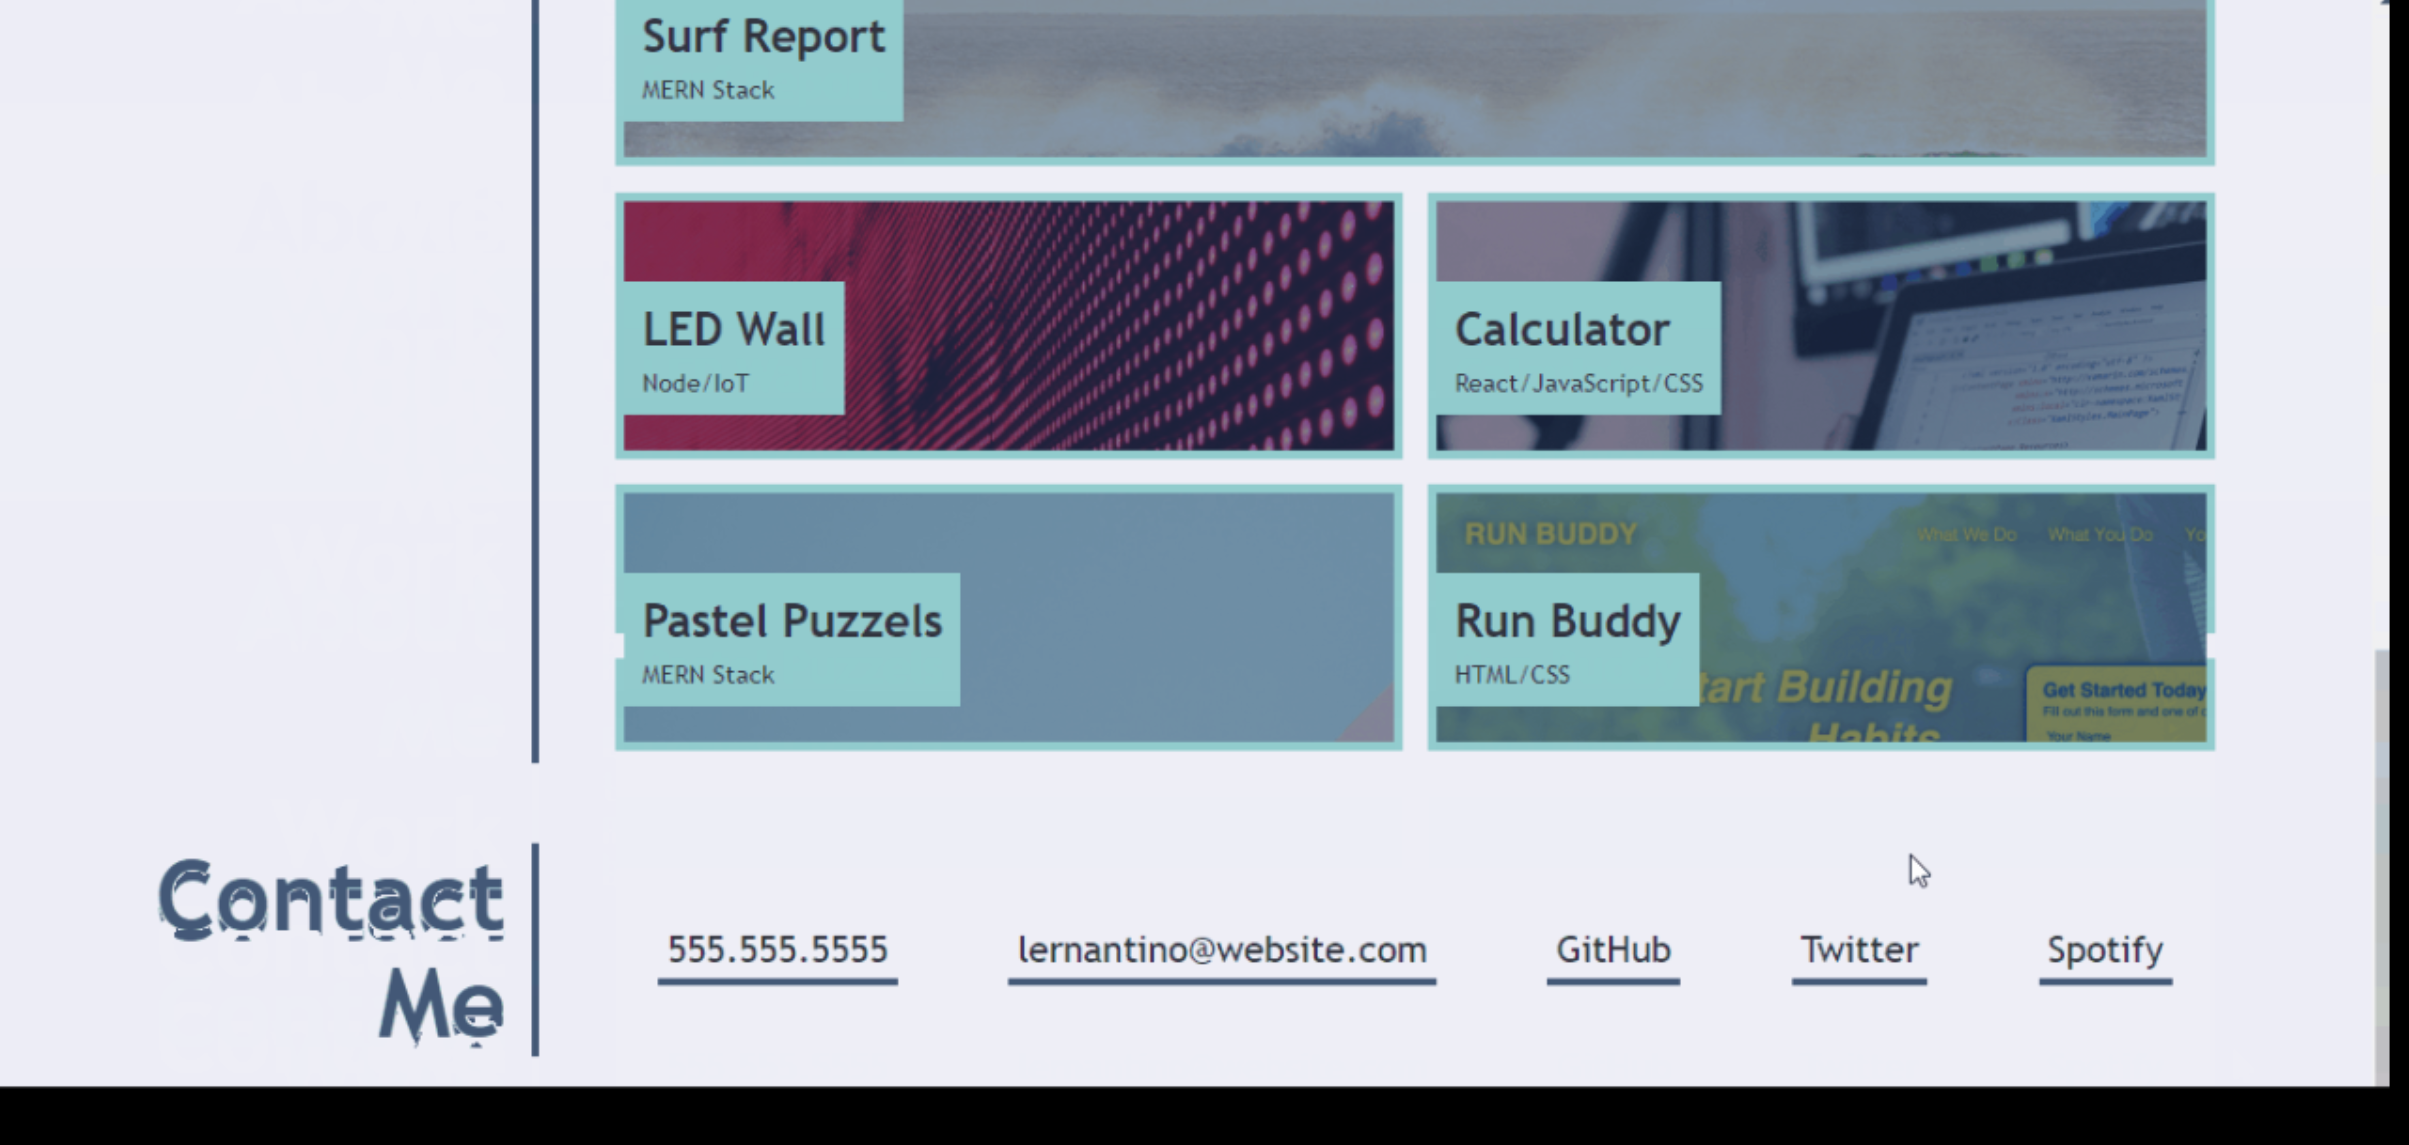 Surf Report
MERN Stack
LED Wall
Node/IoT
Calculator
React/JavaScript/CSS
Pastel Puzzels
MERN Stack
RUN BUDDY
What We Do What You Do Yo
Run Buddy
HTML/CSS
tart Building
Habits
Get Started Today
Fill out this form and one of
Your Name
Contact
Me
555.555.5555 lernantino@website.com GitHub Twitter Spotify